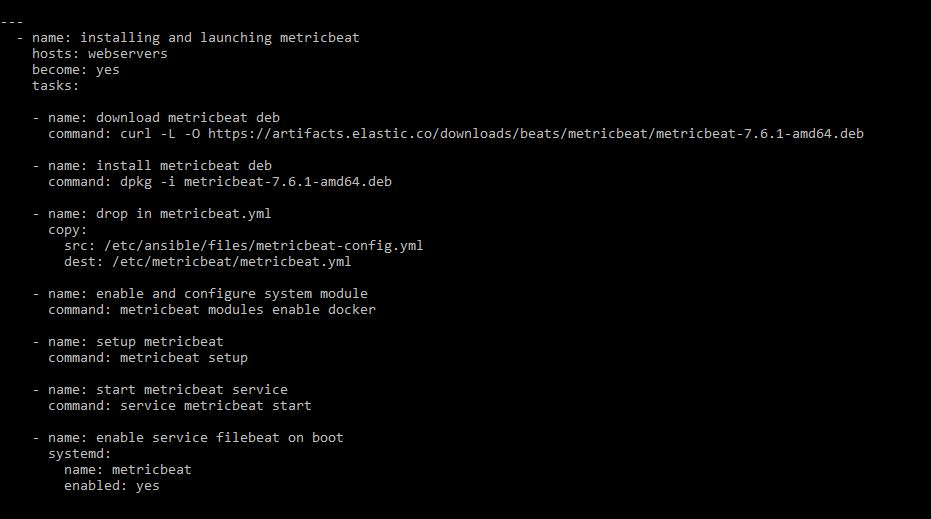 ---
- name: installing and launching metricbeat
hosts: webservers
become: yes
tasks:
- name: download metricbeat deb
command: curl -L -O https://artifacts.elastic.co/downloads/beats/metricbeat/metricbeat-7.6.1-amd64.deb
- name: install metricbeat deb
command: dpkg -i metricbeat-7.6.1-amd64.deb
- name: drop in metricbeat.yml
copy:
src: /etc/ansible/files/metricbeat-config.yml
dest: /etc/metricbeat/metricbeat.yml
- name: enable and configure system module
command: metricbeat modules enable docker
- name: setup metricbeat
command: metricbeat setup
- name: start metricbeat service
command: service metricbeat start
- name: enable service filebeat on boot
systemd:
name: metricbeat
enabled: yes